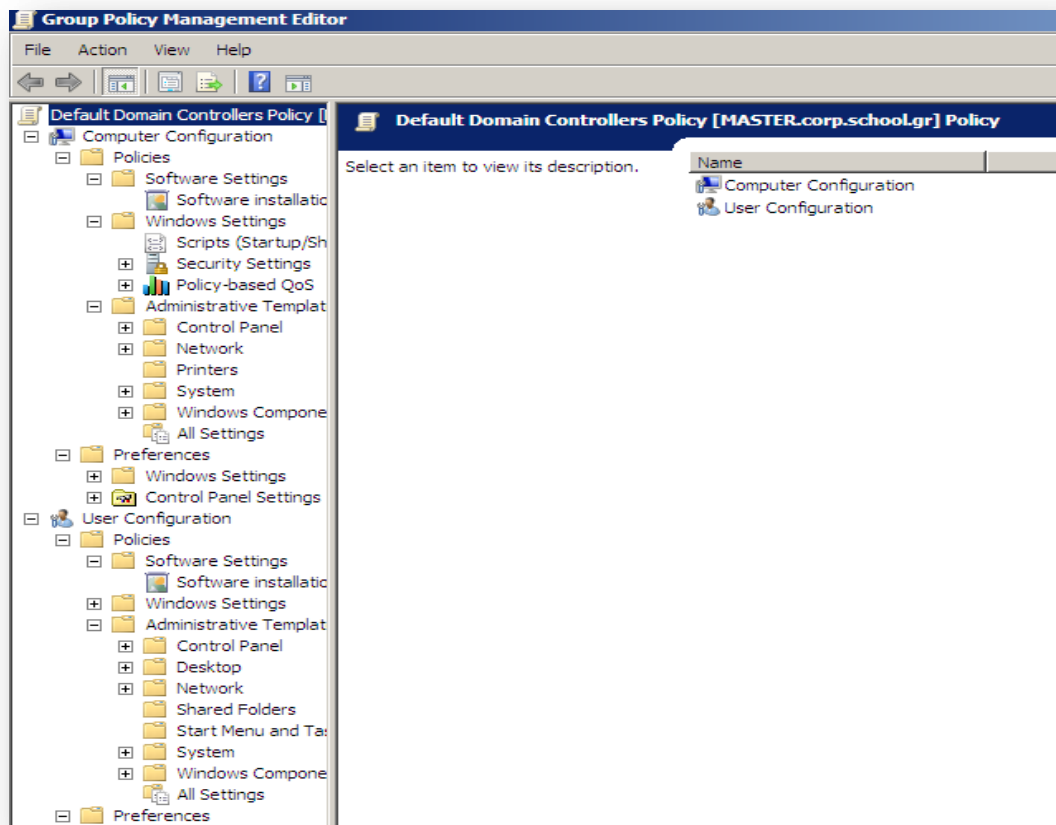 Group Policy Management Editor
File Action View Help
Default Domain Controllers Policy [
Computer Configuration
Policies
Software Settings
Software installatio
Windows Settings
Scripts (Startup/Sh
Security Settings
Policy-based QoS
Administrative Templat
Control Panel
Network
Printers
System
Windows Compone
All Settings
Preferences
Windows Settings
Control Panel Settings
User Configuration
Policies
Software Settings
Software installatio
Windows Settings
Administrative Templat
Control Panel
Desktop
Network
Shared Folders
Start Menu and Tas
System
Windows Compone
All Settings
Preferences
Default Domain Controllers Policy [MASTER.corp.school.gr] Policy
Select an item to view its description.
Name
Computer Configuration
User Configuration